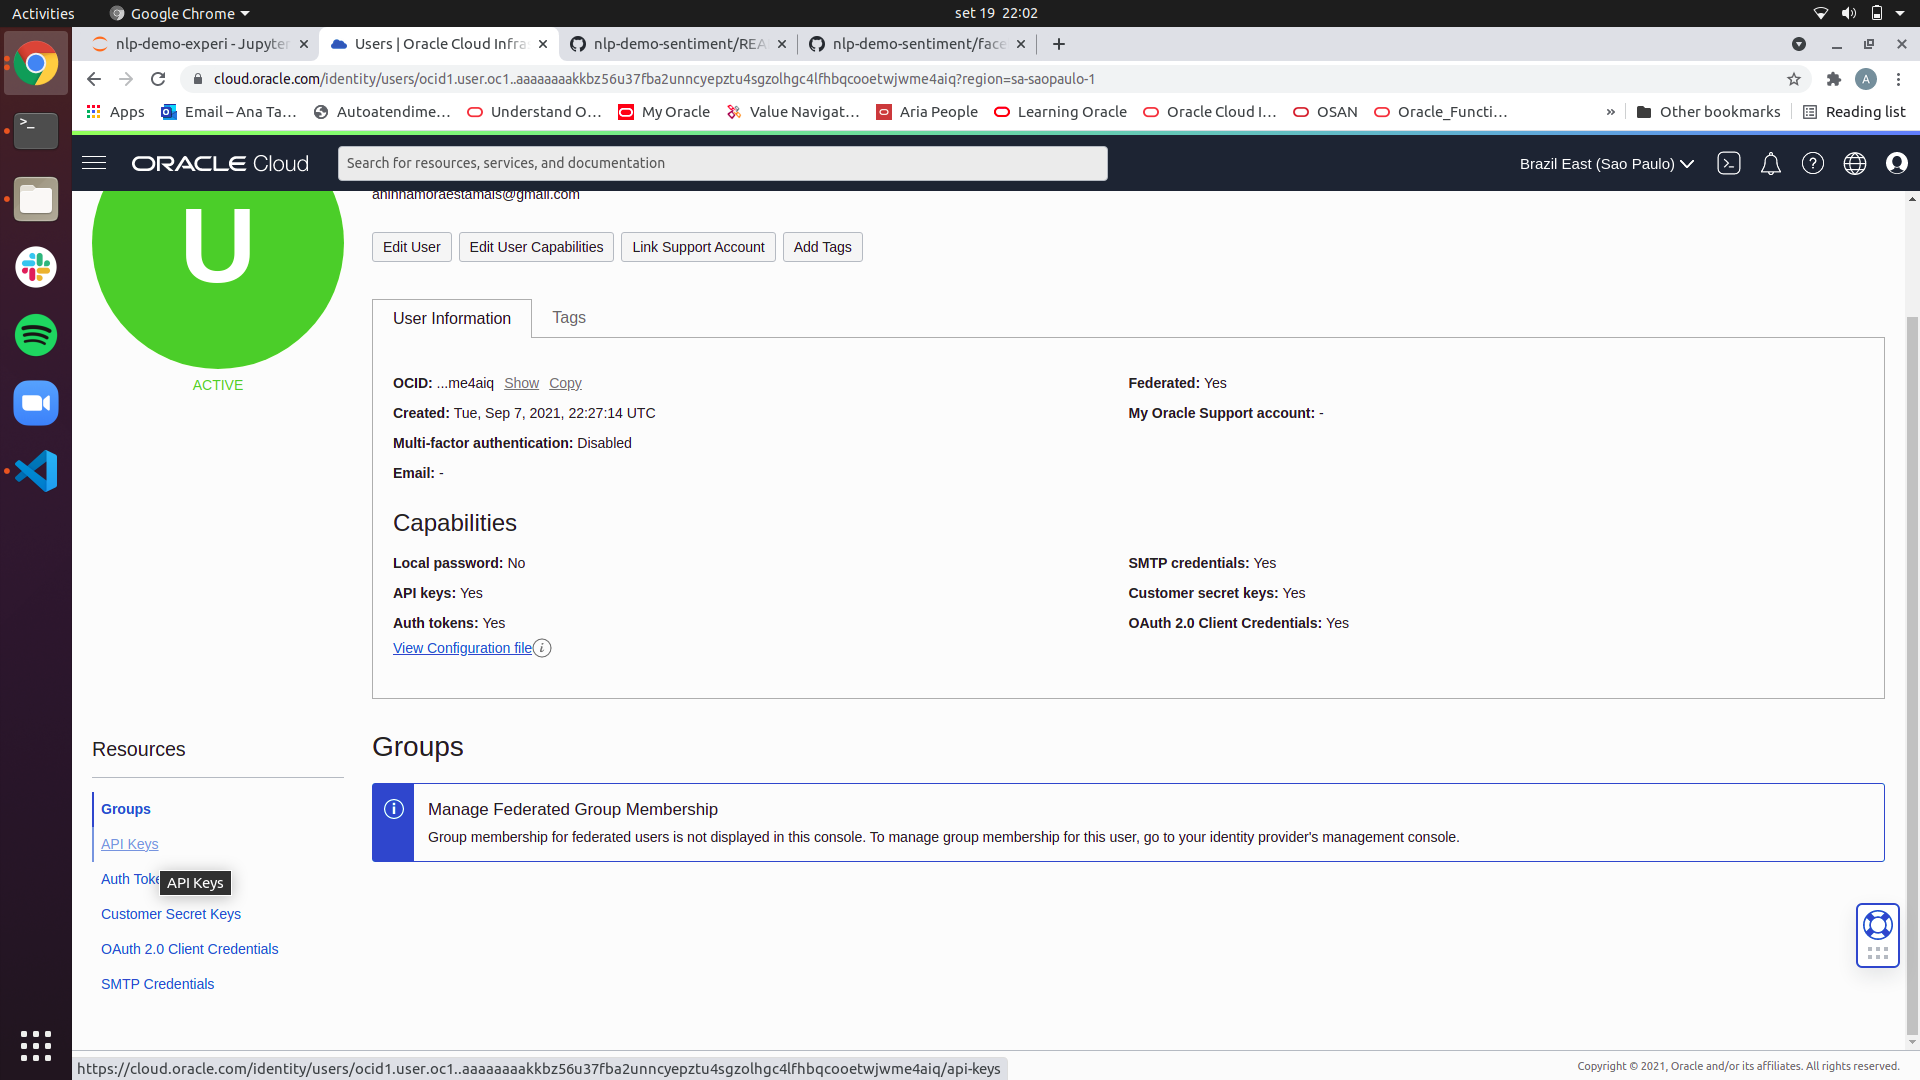 Activities
Google Chrome
set 19 22:02
nlp-demo-experi - Jupyter
Users | Oracle Cloud Infra
nlp-demo-sentiment/REA
nlp-demo-sentiment/face
cloud.oracle.com/identity/users/ocid1.user.oc1..aaaaaaaakkbz56u37fba2unncyepztu4sgzolhgc4lfhbqcooetwjwme4aiq?region=sa-saopaulo-1
A
Apps
Email – Ana Ta…
Autoatendime…
Understand O…
My Oracle
Value Navigat…
Aria People
Learning Oracle
Oracle Cloud I…
OSAN
Oracle_Functi…
»
Other bookmarks
Reading list
ORACLE Cloud
Search for resources, services, and documentation
Brazil East (Sao Paulo)
U
ACTIVE
aninhamoraestamais@gmail.com
Edit User
Edit User Capabilities
Link Support Account
Add Tags
User Information
Tags
OCID: ...me4aiq Show Copy
Created: Tue, Sep 7, 2021, 22:27:14 UTC
Multi-factor authentication: Disabled
Email: -
Federated: Yes
My Oracle Support account: -
Capabilities
Local password: No
API keys: Yes
Auth tokens: Yes
View Configuration file
SMTP credentials: Yes
Customer secret keys: Yes
OAuth 2.0 Client Credentials: Yes
Resources
Groups
API Keys
Auth Toke
API Keys
Customer Secret Keys
OAuth 2.0 Client Credentials
SMTP Credentials
Groups
Manage Federated Group Membership
Group membership for federated users is not displayed in this console. To manage group membership for this user, go to your identity provider's management console.
https://cloud.oracle.com/identity/users/ocid1.user.oc1..aaaaaaaakkbz56u37fba2unncyepztu4sgzolhgc4lfhbqcooetwjwme4aiq/api-keys
Copyright © 2021, Oracle and/or its affiliates. All rights reserved.